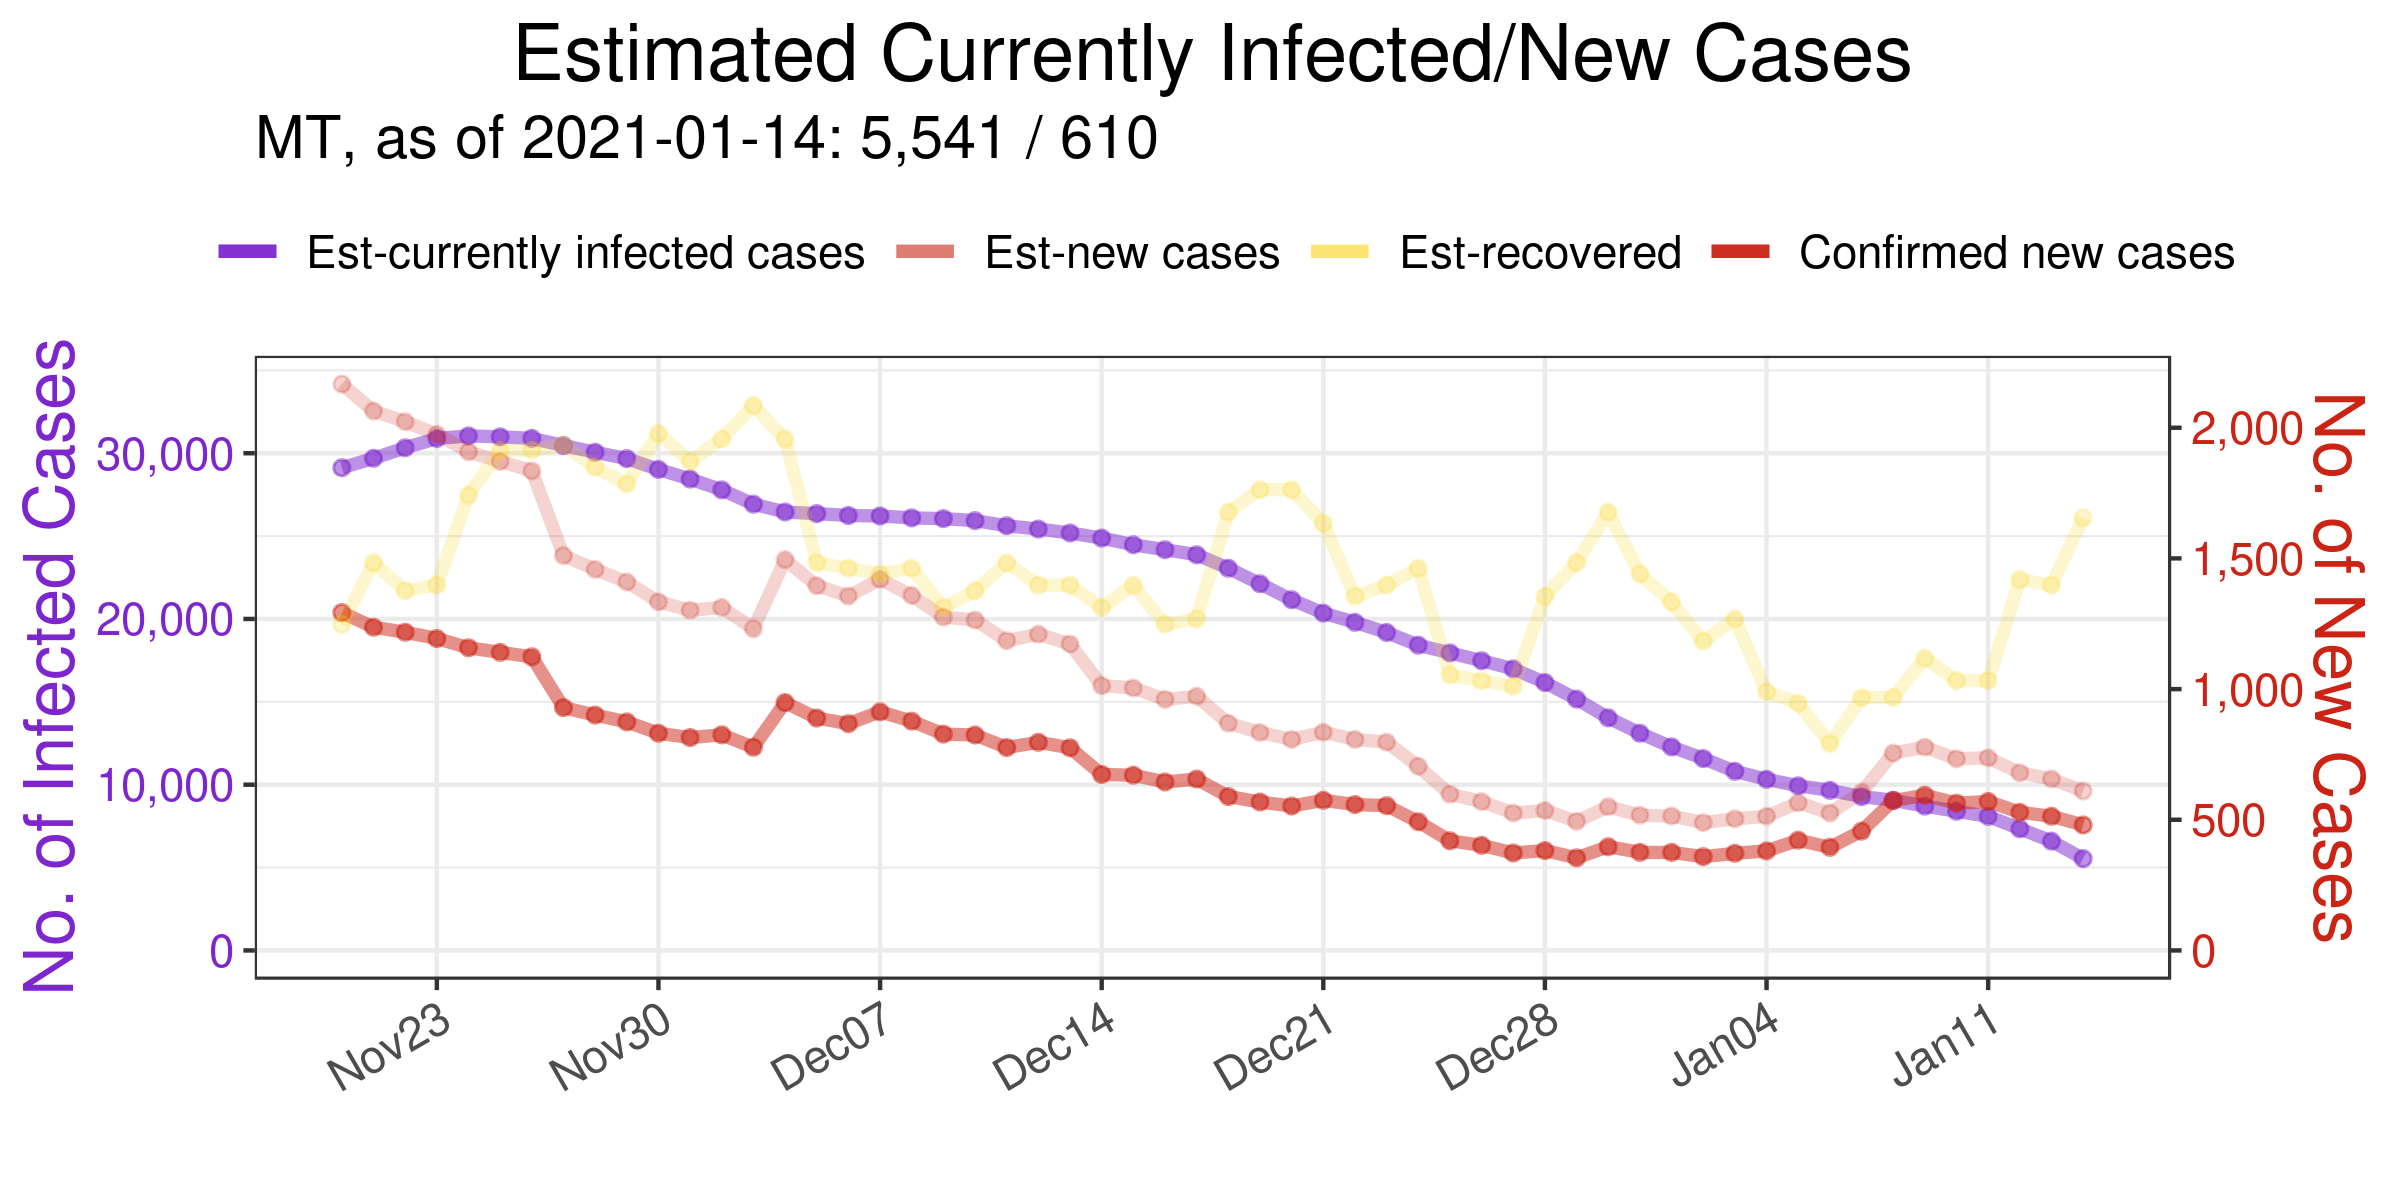 Estimated Currently Infected/New Cases
MT, as of 2021-01-14: 5,541 / 610
Est-currently infected cases Est-new cases Est-recovered Confirmed new cases
No. of Infected Cases
30,000
20,000
10,000
0
2,000
1,500
1,000
500
0
No. of New Cases
Nov23 Nov30 Dec07 Dec14 Dec21 Dec28 Jan04 Jan11